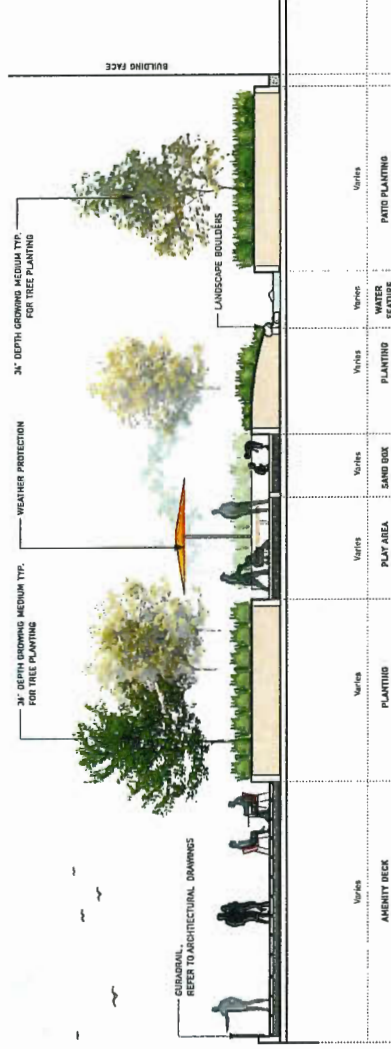 36" DEPTH GROWING MEDIUM TYP.
FOR TREE PLANTING
WEATHER PROTECTION
36" DEPTH GROWING MEDIUM TYP.
FOR TREE PLANTING
BUILDING FACE
GURADRAIL,
REFER TO ARCHITECTURAL DRAWINGS
LANDSCAPE BOULDERS
Varies
Varies
Varies
Varies
Varies
Varies
Varies
AMENITY DECK
PLANTING
PLAY AREA
SAND BOX
PLANTING
WATER
FEATURE
PATIO PLANTING